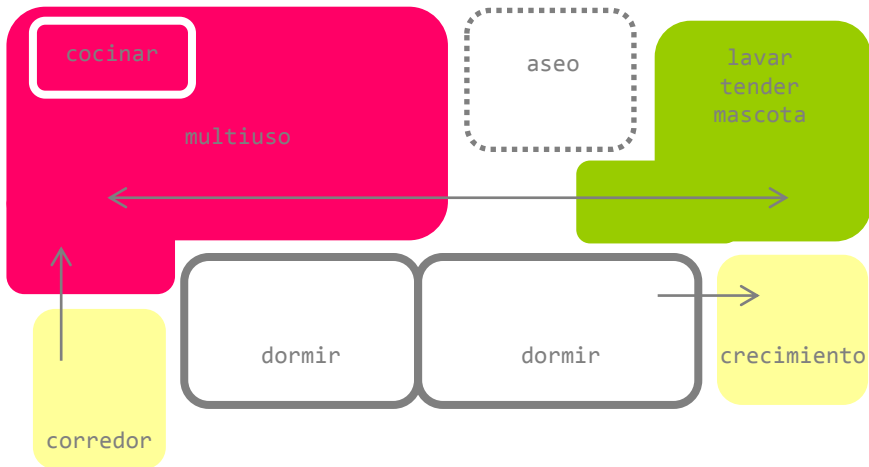 cocinar
multiuso
aseo
lavar
tender
mascota
dormir
dormir
crecimiento
corredor